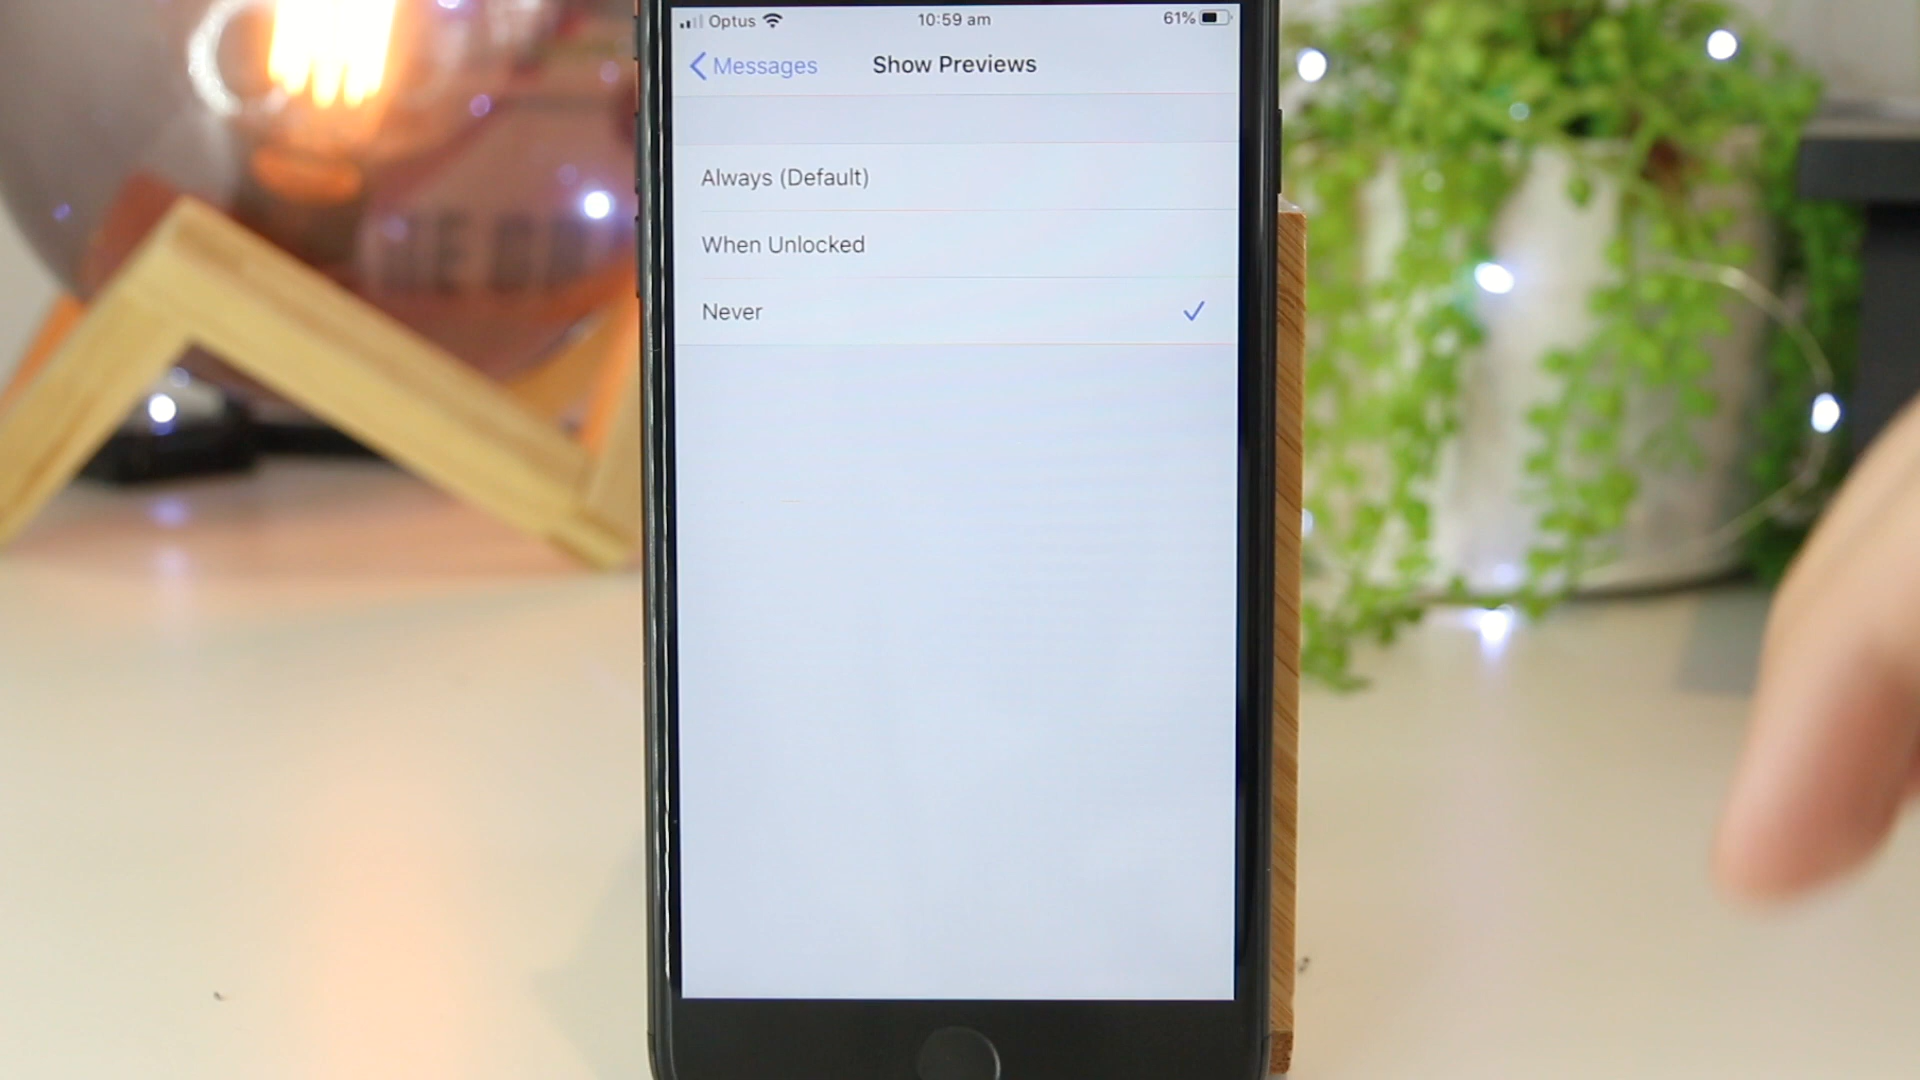 Optus 10:59 am 61%
Messages Show Previews
Always (Default)
When Unlocked
Never